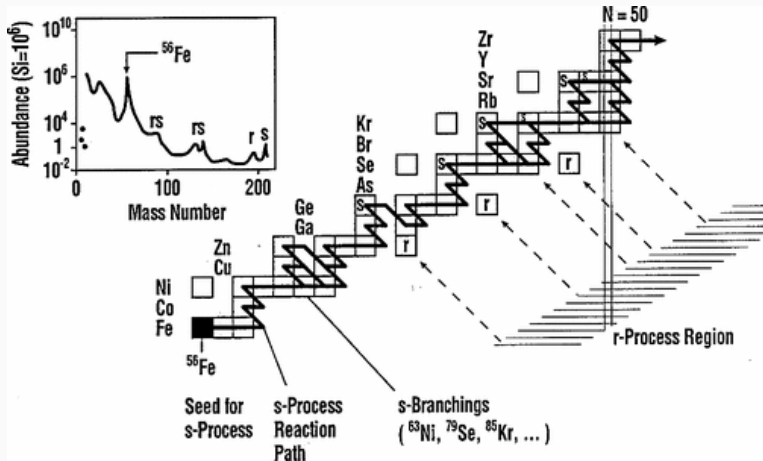 N = 50
10¹⁰
10⁶
10⁴
1
10⁻²
Abundance (Si=10⁶)
⁵⁶Fe
rs
rs
r
s
0
100
200
Mass Number
Zr
Y
Sr
Rb
Kr
Br
Se
As
Ge
Ga
Zn
Cu
Ni
Co
Fe
s
s
s
s
s
s
r
r
r
⁵⁶Fe
r-Process Region
Seed for
s-Process
s-Process
Reaction
Path
s-Branchings
( ⁶³Ni, ⁷⁹Se, ⁸⁵Kr, ... )